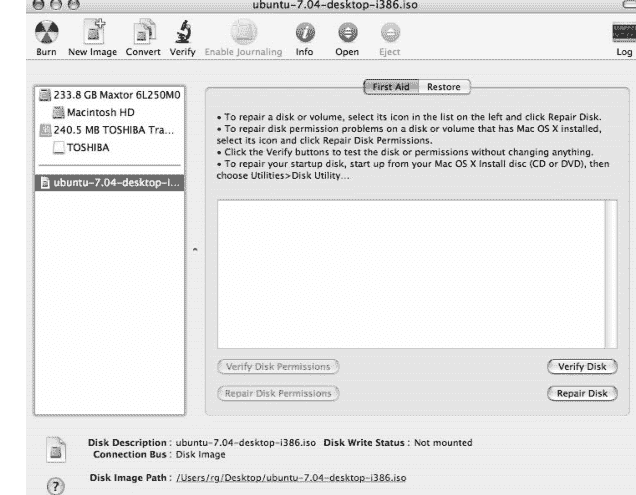 ubuntu-7.04-desktop-i386.iso
Burn New Image Convert Verify Enable Journaling Info Open Eject Log
First Aid Restore
233.8 GB Maxtor 6L250M0
Macintosh HD
240.5 MB TOSHIBA Tra...
TOSHIBA
ubuntu-7.04-desktop-i...
• To repair a disk or volume, select its icon in the list on the left and click Repair Disk.
• To repair disk permission problems on a disk or volume that has Mac OS X installed,
select its icon and click Repair Disk Permissions.
• Click the Verify buttons to test the disk or permissions without changing anything.
• To repair your startup disk, start up from your Mac OS X Install disc (CD or DVD), then
choose Utilities>Disk Utility...
Verify Disk Permissions Verify Disk
Repair Disk Permissions Repair Disk
Disk Description : ubuntu-7.04-desktop-i386.iso Disk Write Status : Not mounted
Connection Bus : Disk Image
Disk Image Path : /Users/rg/Desktop/ubuntu-7.04-desktop-i386.iso
?